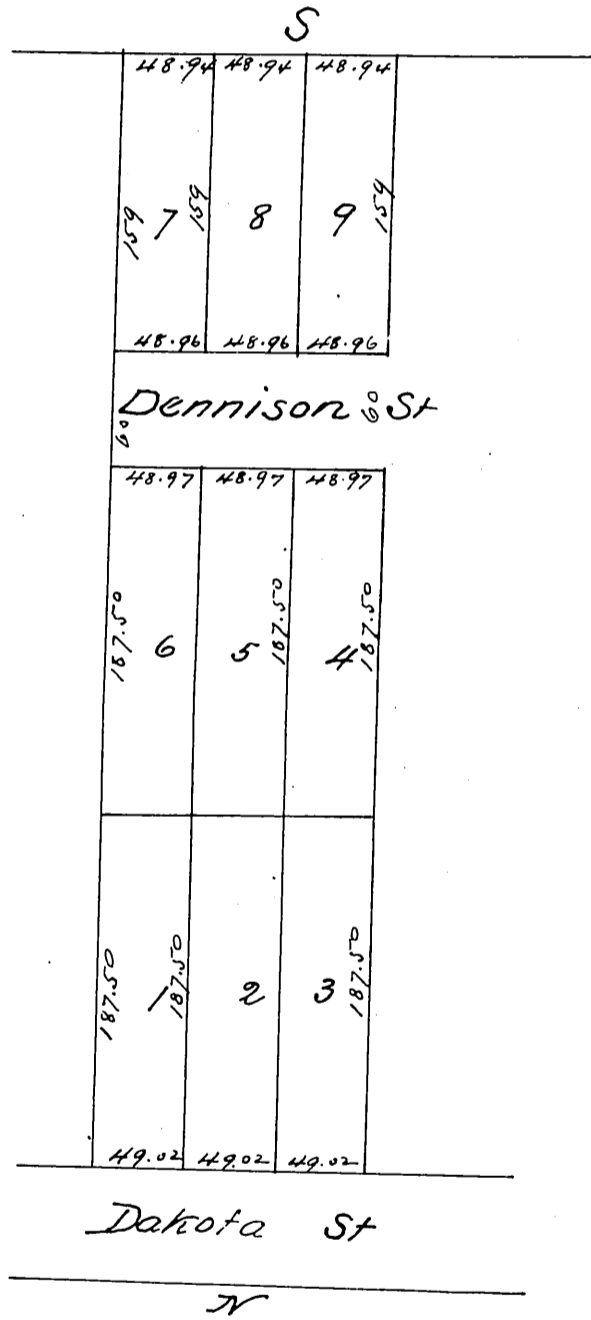 S
48.94 48.94 48.94
159 7 159 8 9 159
48.96 48.96 48.96
Dennison 60 St
60
48.97 48.97 48.97
187.50 6 5 187.50 4 187.50
187.50 1 187.50 2 3 187.50
49.02 49.02 49.02
Dakota St
N